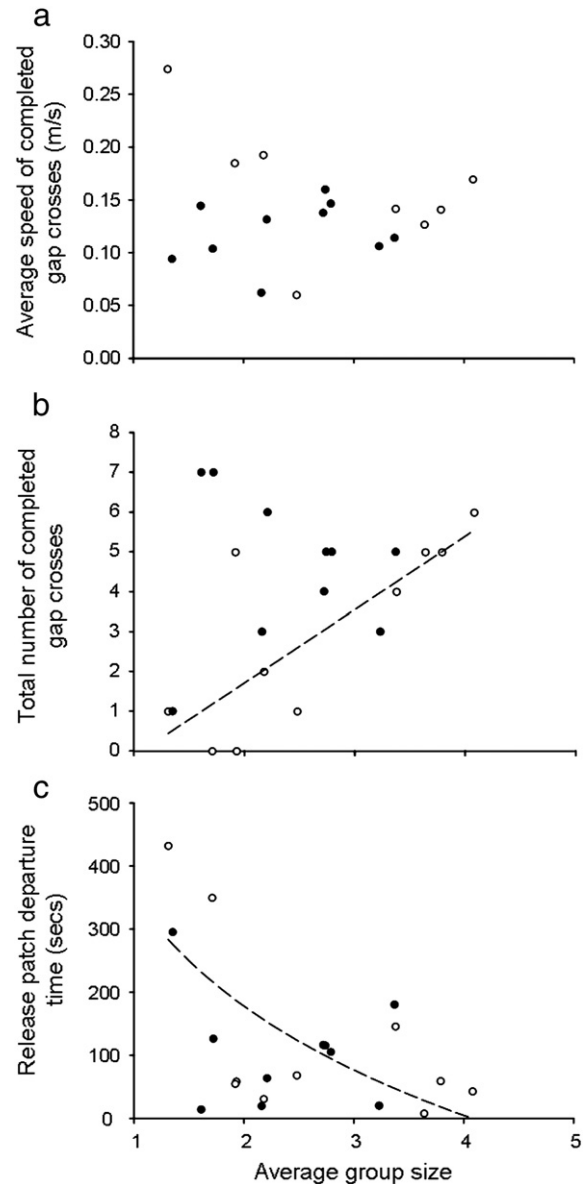 a
Average speed of completed
gap crosses (m/s)
0.30
0.25
0.20
0.15
0.10
0.05
0.00
b
Total number of completed
gap crosses
8
7
6
5
4
3
2
1
0
c
Release patch departure
time (secs)
500
400
300
200
100
0
1 2 3 4 5
Average group size